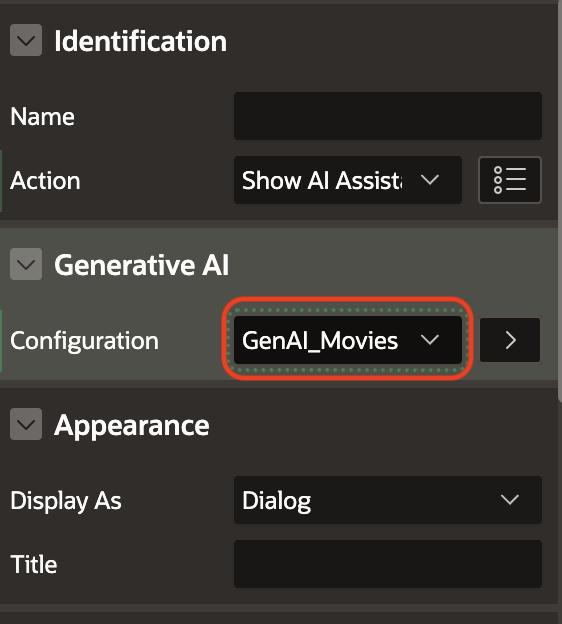 Identification
Name
Action Show AI Assist
Generative AI
Configuration GenAI_Movies
Appearance
Display As Dialog
Title